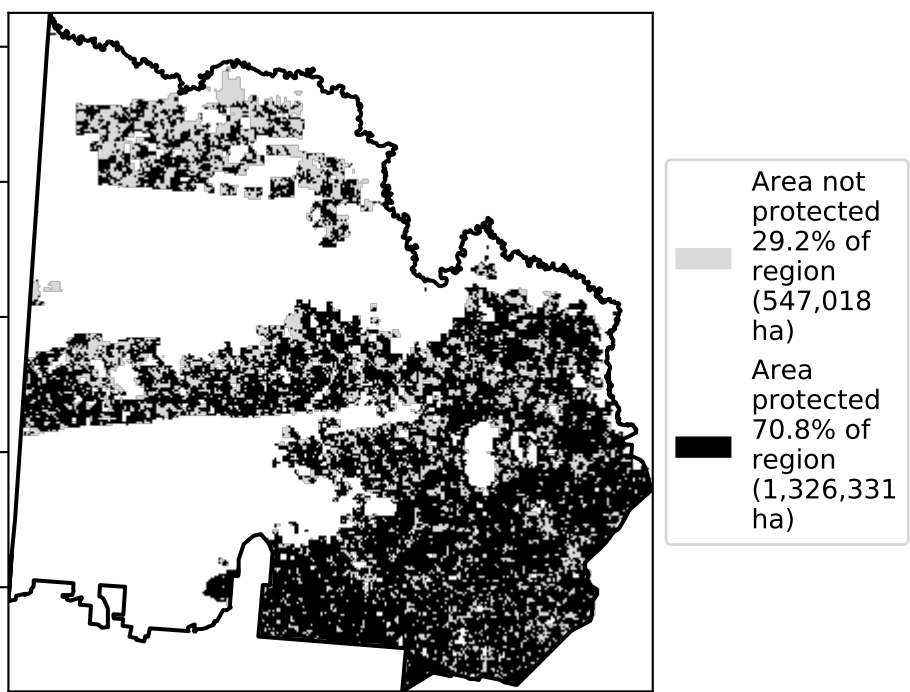 Area not
protected
29.2% of
region
(547,018
ha)
Area
protected
70.8% of
region
(1,326,331
ha)